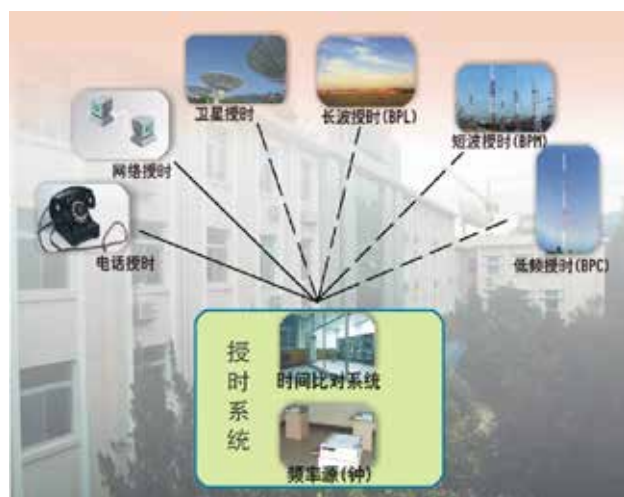 卫星授时
长波授时(BPL)
短波授时(BPM)
网络授时
电话授时
低频授时(BPC)
授时系统
时间比对系统
频率源(钟)